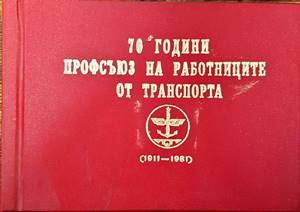 70 ГОДИНИ
ПРОФСЪЮЗ НА РАБОТНИЦИТЕ
ОТ ТРАНСПОРТА
(1911—1981)